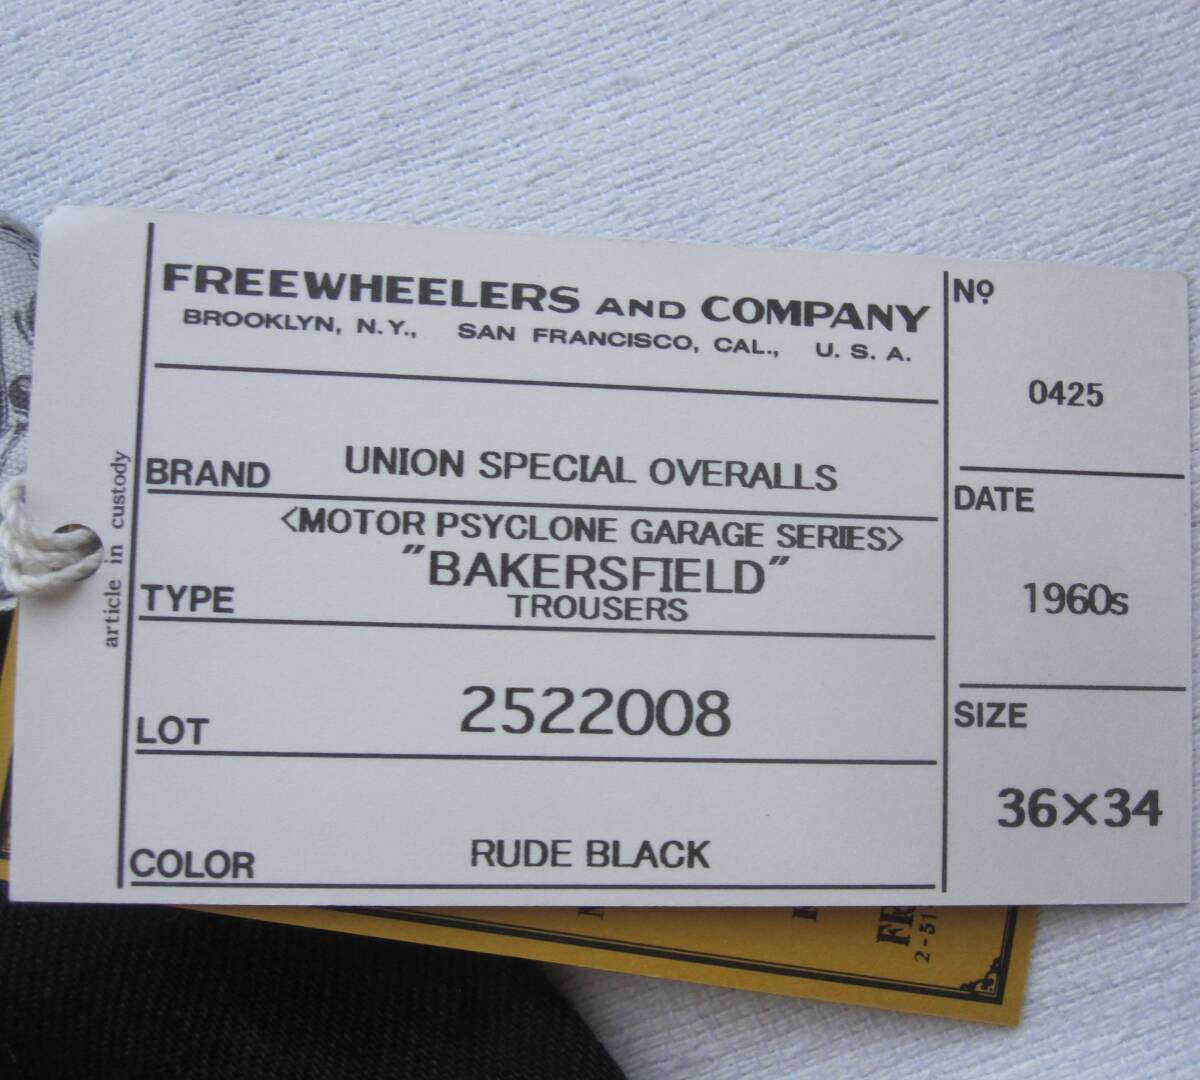 FREEWHEELERS AND COMPANY
BROOKLYN, N.Y., SAN FRANCISCO, CAL., U. S. A.
BRAND UNION SPECIAL OVERALLS
<MOTOR PSYCLONE GARAGE SERIES>
"BAKERSFIELD"
TYPE TROUSERS
LOT 2522008
COLOR RUDE BLACK
Nº
0425
DATE
1960s
SIZE
36×34
article in custody